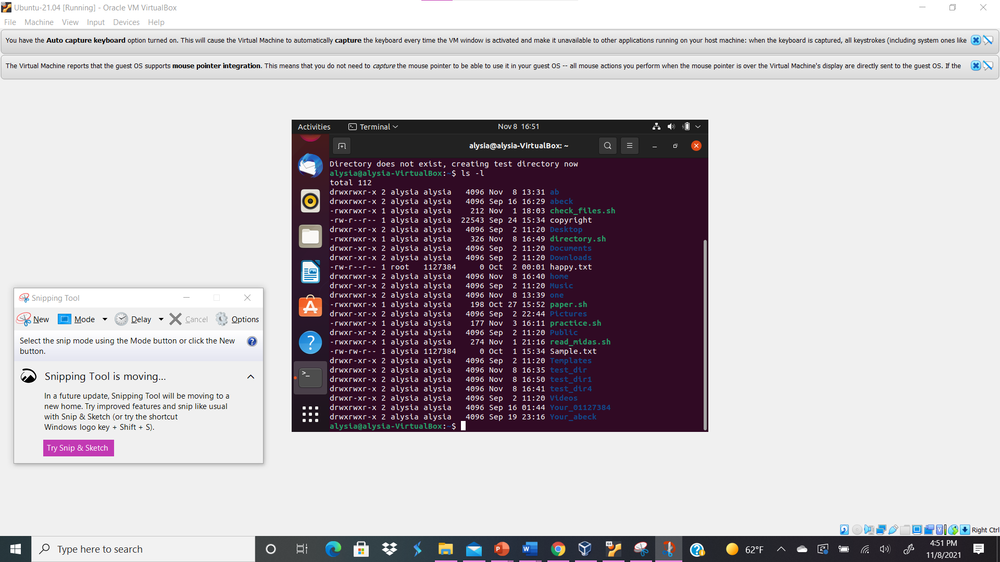 Ubuntu-21.04 [Running] - Oracle VM VirtualBox
File Machine View Input Devices Help
You have the Auto capture keyboard option turned on. This will cause the Virtual Machine to automatically capture the keyboard every time the VM window is activated and make it unavailable to other applications running on your host machine: when the keyboard is captured, all keystrokes (including system ones like
The Virtual Machine reports that the guest OS supports mouse pointer integration. This means that you do not need to capture the mouse pointer to be able to use it in your guest OS -- all mouse actions you perform when the mouse pointer is over the Virtual Machine's display are directly sent to the guest OS. If the
Activities Terminal Nov 8 16:51
alysia@alysia-VirtualBox: ~
Directory does not exist, creating test directory now
alysia@alysia-VirtualBox:~$ ls -l
total 112
drwxrwxr-x 2 alysia alysia 4096 Nov 8 13:31 ab
drwxrwxr-x 2 alysia alysia 4096 Sep 16 16:29 abeck
-rwxrwxr-x 1 alysia alysia 212 Nov 1 18:03 check_files.sh
-rw-r--r-- 1 alysia alysia 22543 Sep 24 15:34 copyright
drwxr-xr-x 2 alysia alysia 4096 Sep 2 11:20 Desktop
-rwxrwxr-x 1 alysia alysia 326 Nov 8 16:49 directory.sh
drwxr-xr-x 2 alysia alysia 4096 Sep 2 11:20 Documents
drwxr-xr-x 2 alysia alysia 4096 Sep 2 11:20 Downloads
-rw-r--r-- 1 root 1127384 0 Oct 2 00:01 happy.txt
drwxrwxr-x 2 alysia alysia 4096 Nov 8 16:40 home
drwxr-xr-x 2 alysia alysia 4096 Sep 2 11:20 Music
drwxrwxr-x 2 alysia alysia 4096 Nov 8 13:39 one
-rwxrwxr-x 1 alysia alysia 198 Oct 27 15:52 paper.sh
drwxr-xr-x 2 alysia alysia 4096 Sep 2 22:44 Pictures
-rwxrwxr-x 1 alysia alysia 177 Nov 3 16:11 practice.sh
drwxr-xr-x 2 alysia alysia 4096 Sep 2 11:20 Public
-rwxrwxr-x 1 alysia alysia 274 Nov 1 21:16 read_midas.sh
-rw-rw-r-- 1 alysia 1127384 0 Oct 1 15:34 Sample.txt
drwxr-xr-x 2 alysia alysia 4096 Sep 2 11:20 Templates
drwxrwxr-x 2 alysia alysia 4096 Nov 8 16:35 test_dir
drwxrwxr-x 2 alysia alysia 4096 Nov 8 16:50 test_dir1
drwxrwxr-x 2 alysia alysia 4096 Nov 8 16:41 test_dir4
drwxr-xr-x 2 alysia alysia 4096 Sep 2 11:20 Videos
drwxrwxr-x 2 alysia alysia 4096 Sep 16 01:44 Your_01127384
drwxrwxr-x 2 alysia alysia 4096 Sep 19 23:16 Your_abeck
alysia@alysia-VirtualBox:~$
Snipping Tool
New Mode Delay Cancel Options
Select the snip mode using the Mode button or click the New
button.
Snipping Tool is moving...
In a future update, Snipping Tool will be moving to a
new home. Try improved features and snip like usual
with Snip & Sketch (or try the shortcut
Windows logo key + Shift + S).
Try Snip & Sketch
Right Ctrl
Type here to search
62°F
4:51 PM
11/8/2021